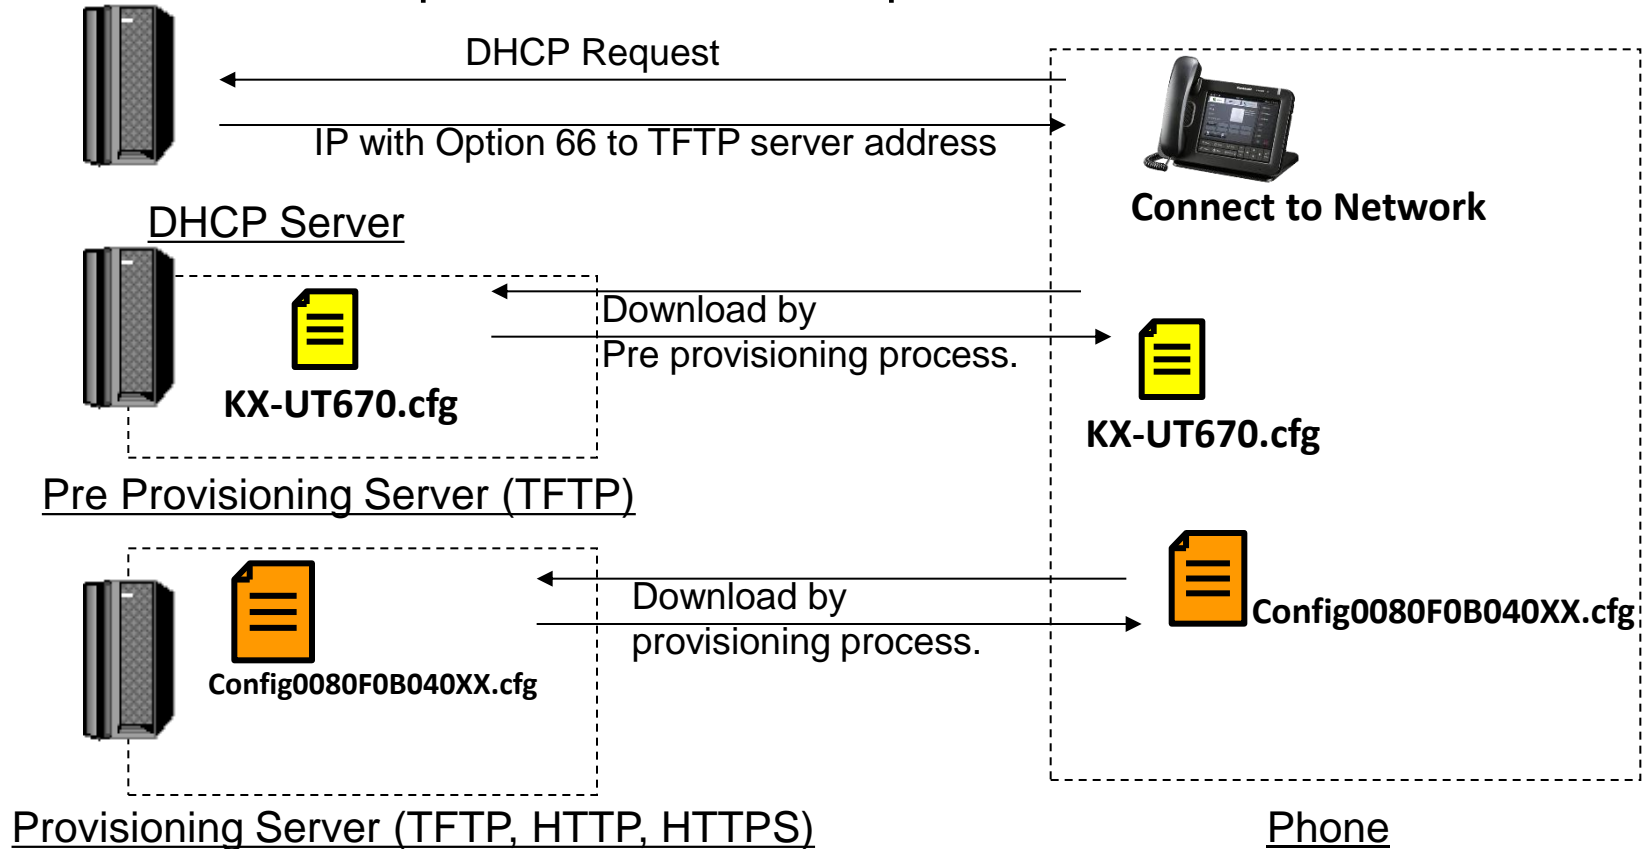 DHCP Request
IP with Option 66 to TFTP server address
Connect to Network
DHCP Server
Download by
Pre provisioning process.
KX-UT670.cfg
KX-UT670.cfg
Pre Provisioning Server (TFTP)
Download by
provisioning process.
Config0080F0B040XX.cfg
Config0080F0B040XX.cfg
Provisioning Server (TFTP, HTTP, HTTPS)
Phone